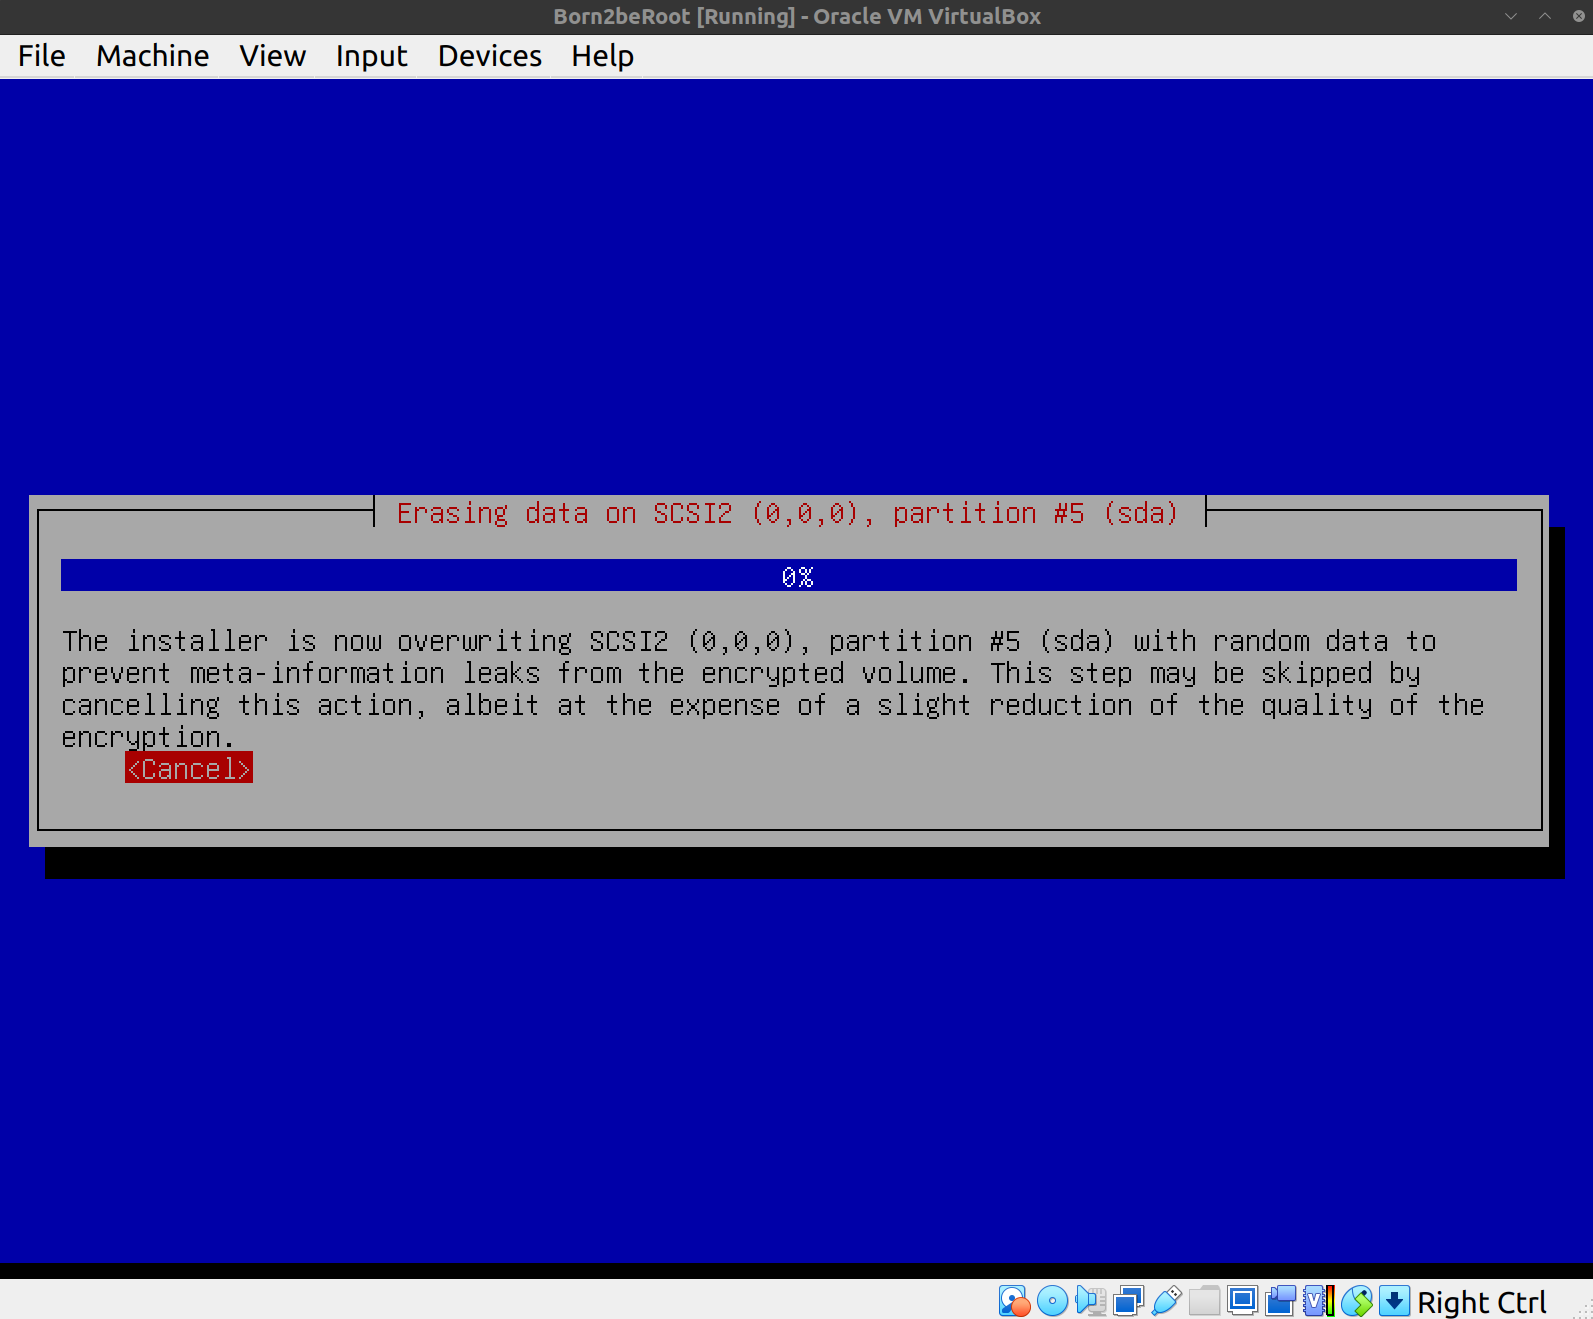 Born2beRoot [Running] - Oracle VM VirtualBox
File Machine View Input Devices Help
Erasing data on SCSI2 (0,0,0), partition #5 (sda)
0%
The installer is now overwriting SCSI2 (0,0,0), partition #5 (sda) with random data to
prevent meta-information leaks from the encrypted volume. This step may be skipped by
cancelling this action, albeit at the expense of a slight reduction of the quality of the
encryption.
<Cancel>
Right Ctrl